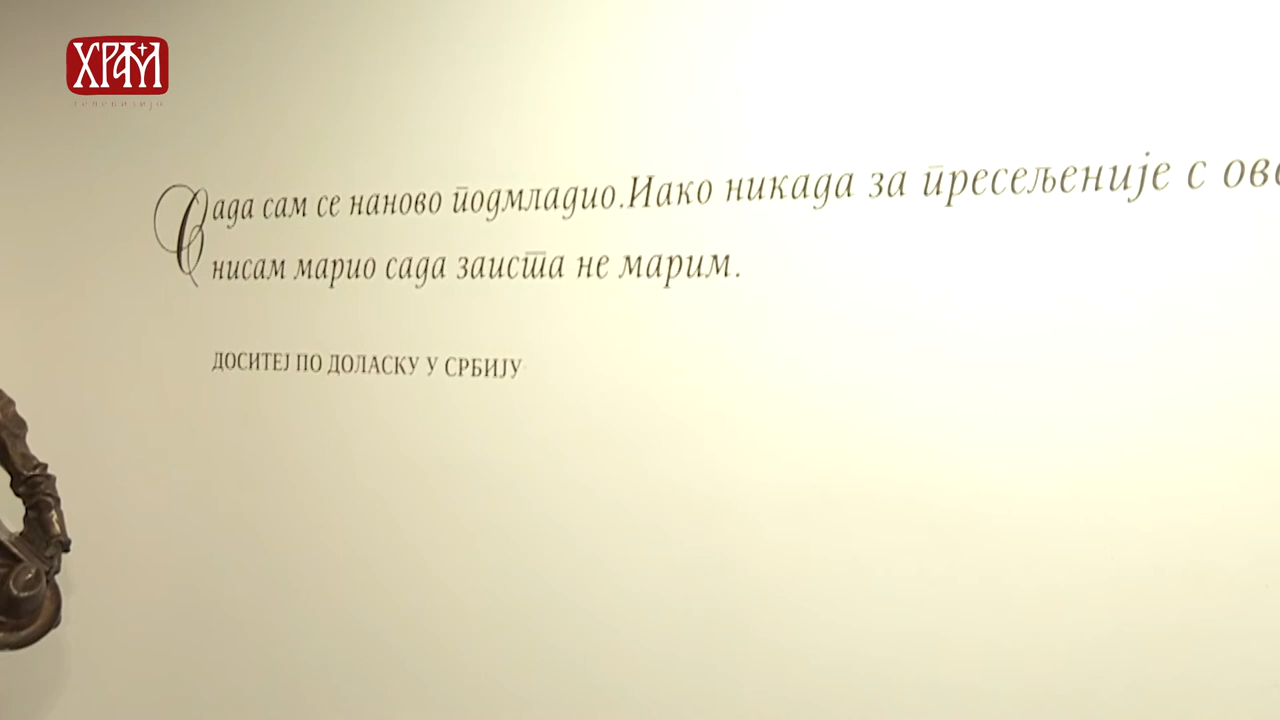 ХРАМ
телевизија
Сада сам се наново подмладио.Иако никада за пресељеније с
нисам марио сада заиста не марим.
ДОСИТЕЈ ПО ДОЛАСКУ У СРБИЈУ